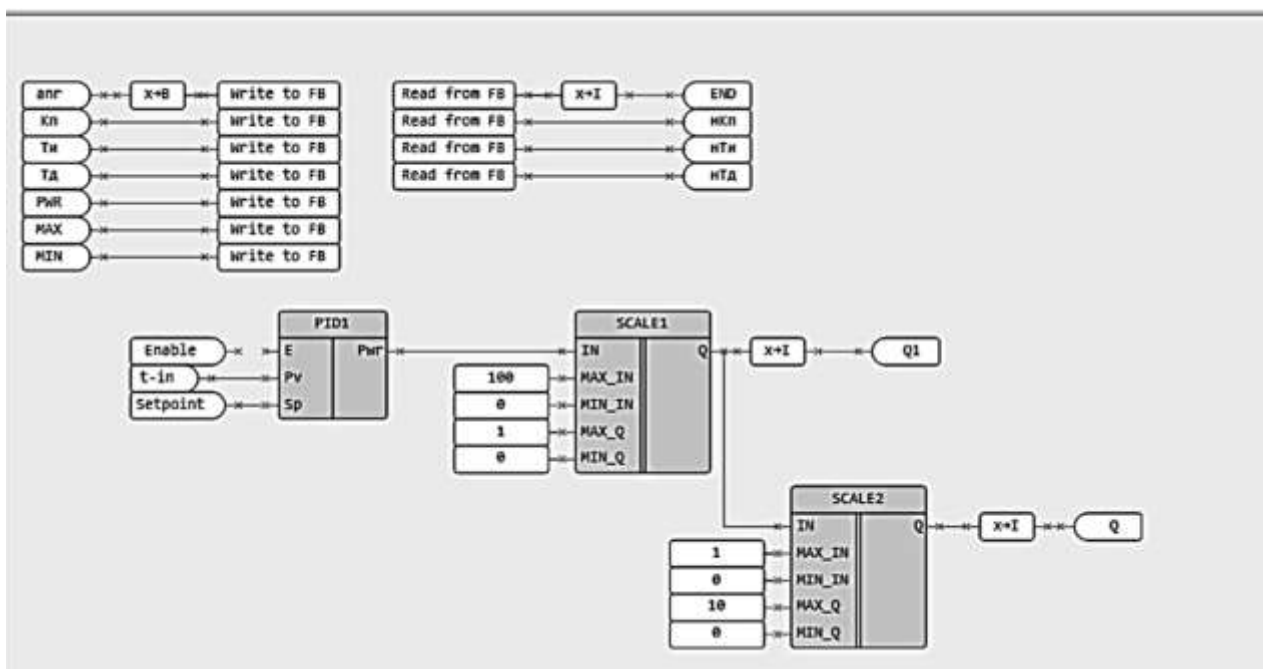 апг x→B Write to FB Read from FB x→I END
Кп Write to FB Read from FB нКп
Ти Write to FB Read from FB нТи
Тд Write to FB Read from FB нТд
PWR Write to FB
MAX Write to FB
MIN Write to FB
PID1 SCALE1
Enable E Pwr IN Q x→I Q1
t-in Pv 100 MAX_IN
Setpoint Sp 0 MIN_IN
1 MAX_Q
0 MIN_Q
SCALE2
IN Q x→I Q
1 MAX_IN
0 MIN_IN
10 MAX_Q
0 MIN_Q